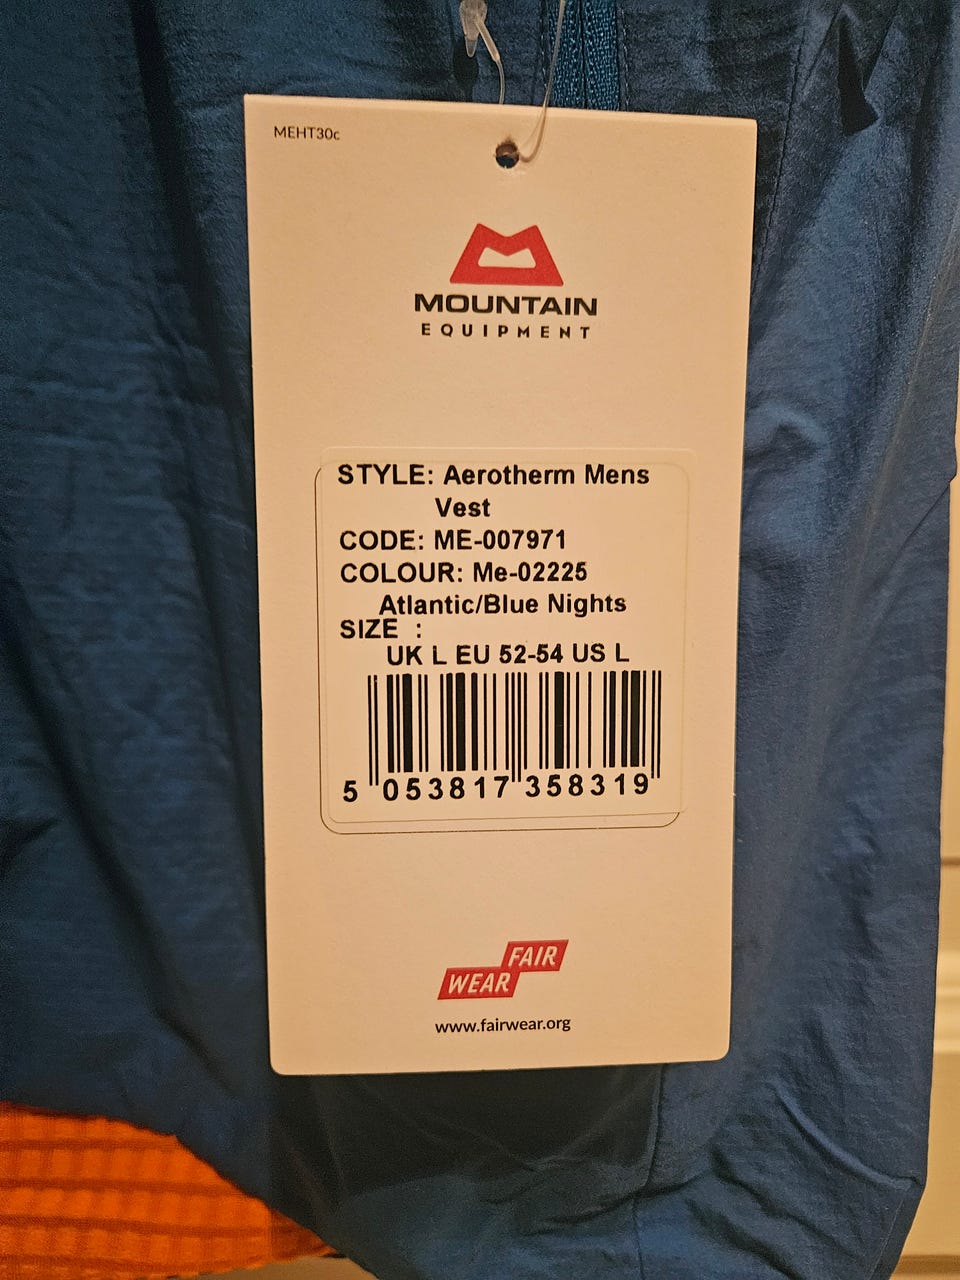 MEHT30c
MOUNTAIN
EQUIPMENT
STYLE: Aerotherm Mens
Vest
CODE: ME-007971
COLOUR: Me-02225
Atlantic/Blue Nights
SIZE :
UK L EU 52-54 US L
5 053817 358319
FAIR
WEAR
www.fairwear.org